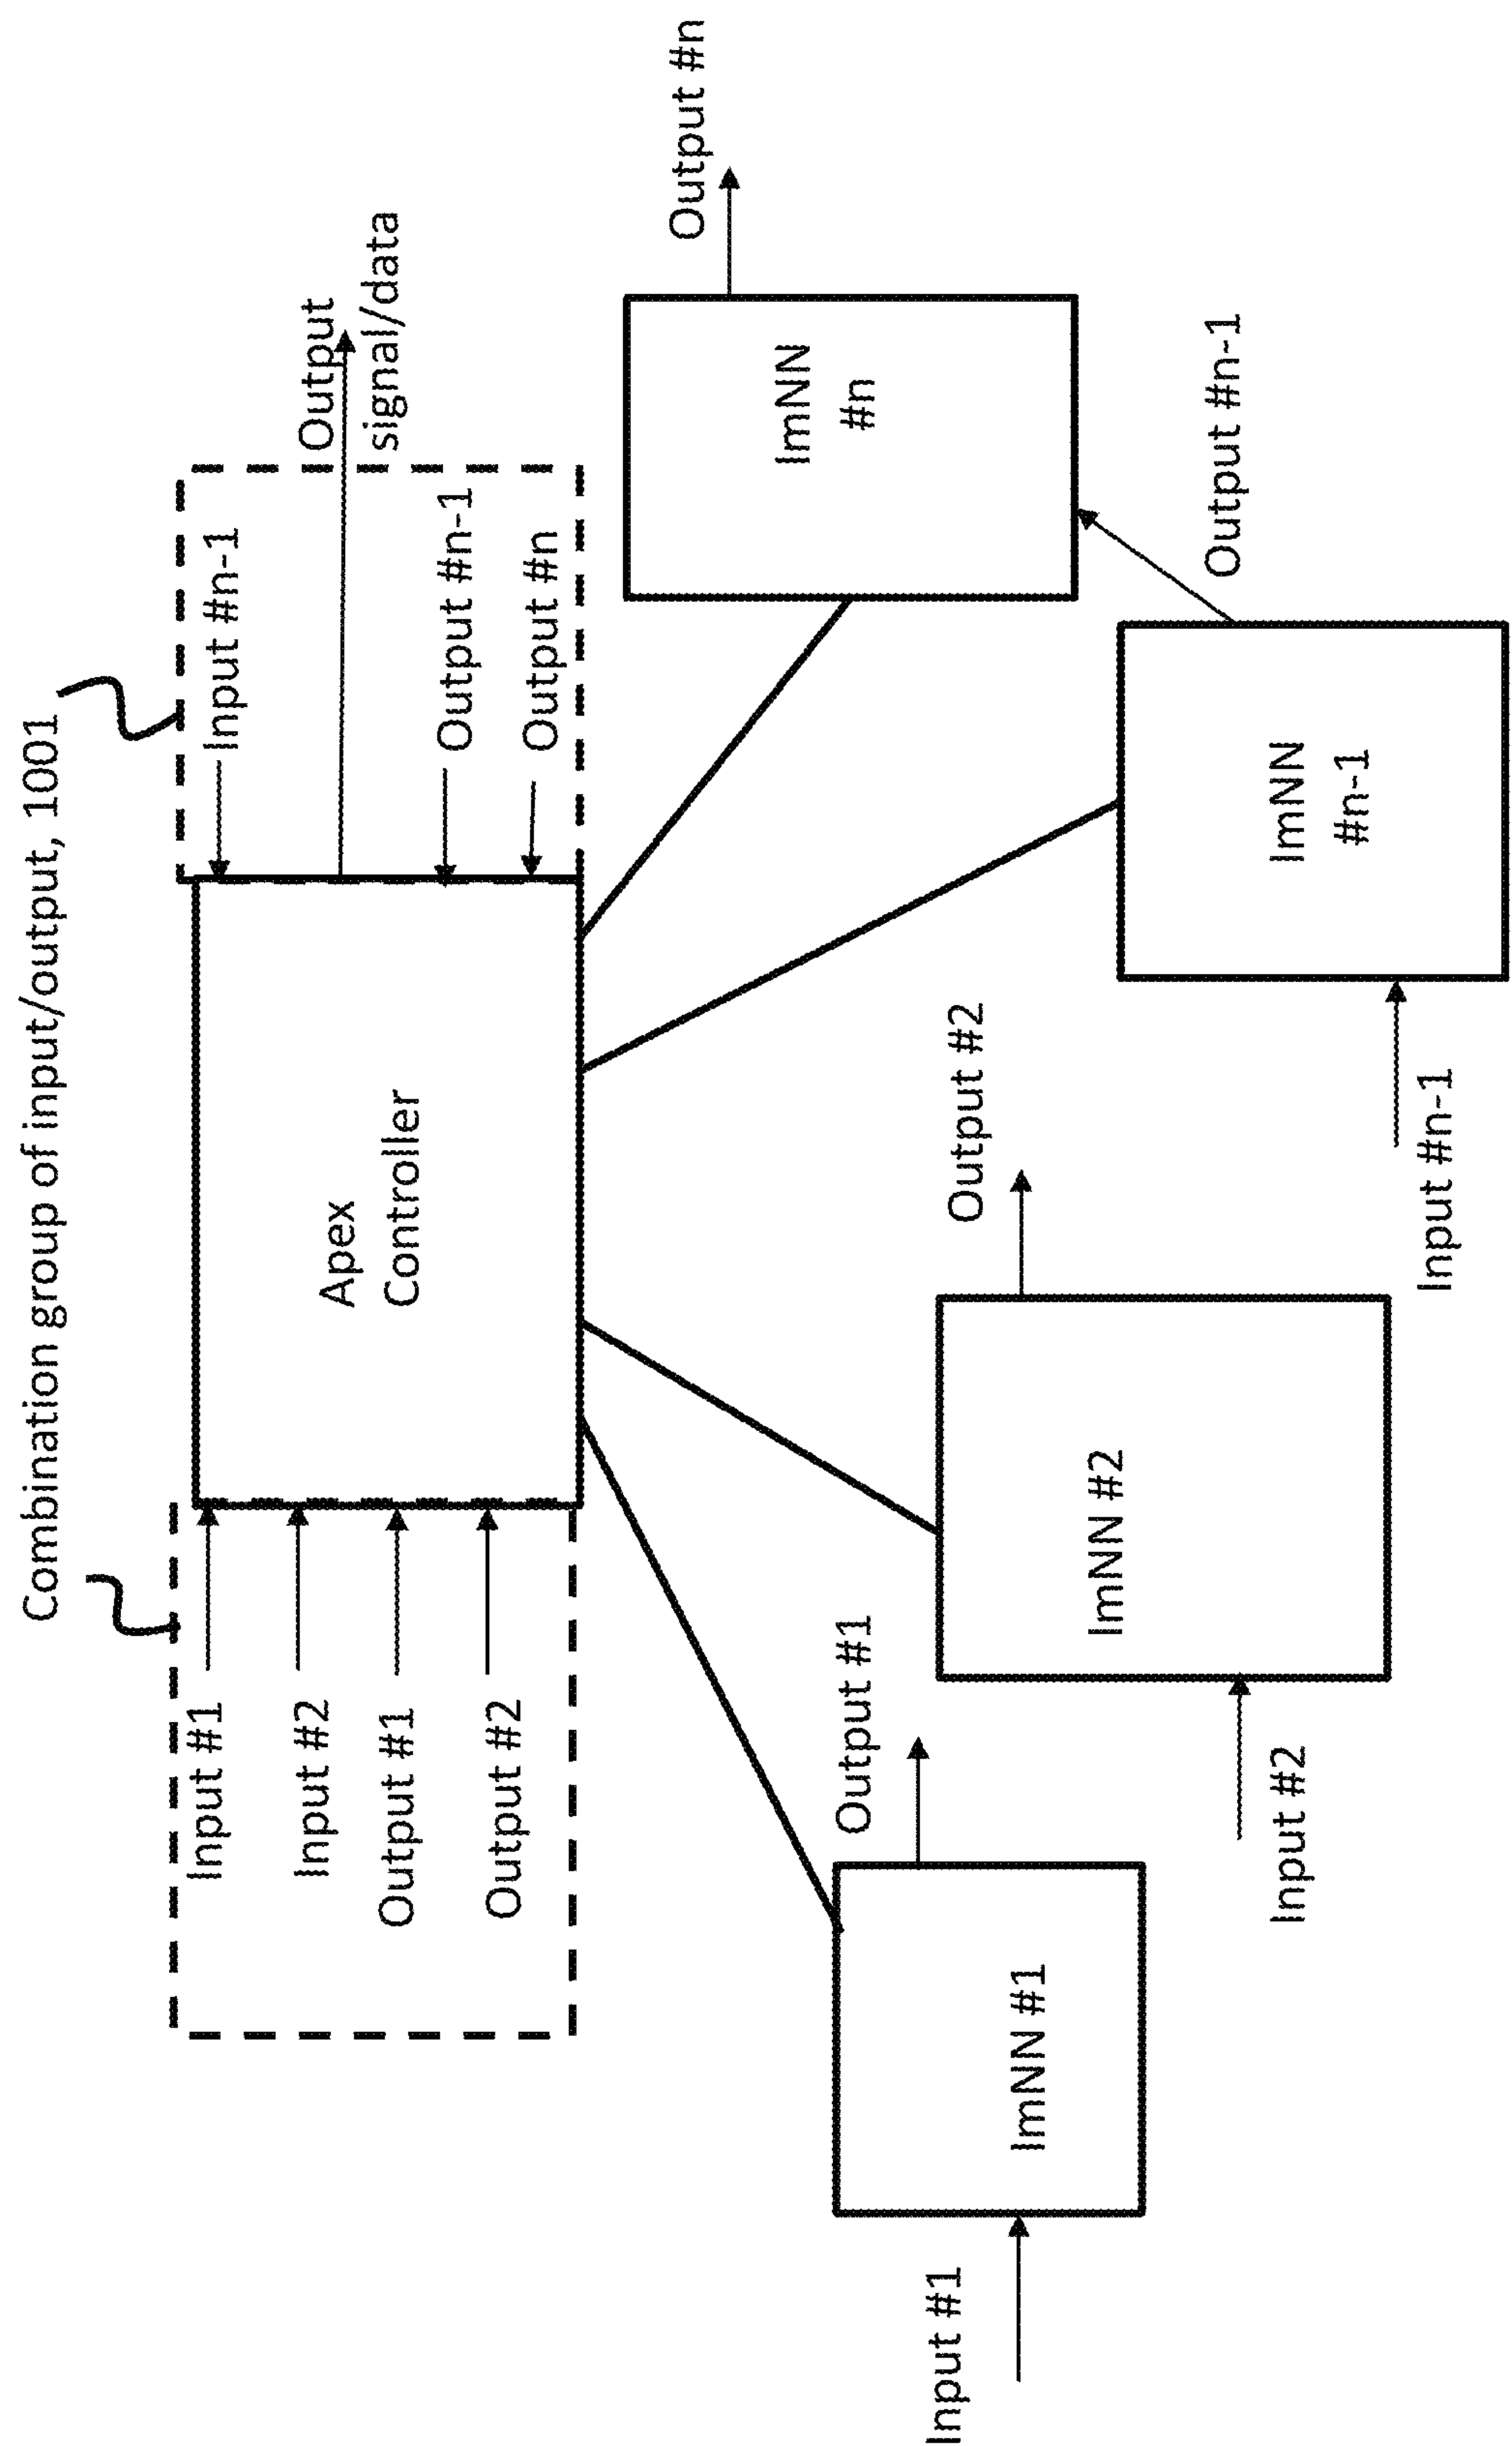 Combination group of input/output, 1001
Input #1
Input #2
Output #1
Output #2
Apex
Controller
Input #n-1
Output
signal/data
Output #n-1
Output #n
Input #1
ImNN #1
Output #1
Input #2
ImNN #2
Output #2
Input #n-1
ImNN
#n-1
Output #n-1
ImNN
#n
Output #n